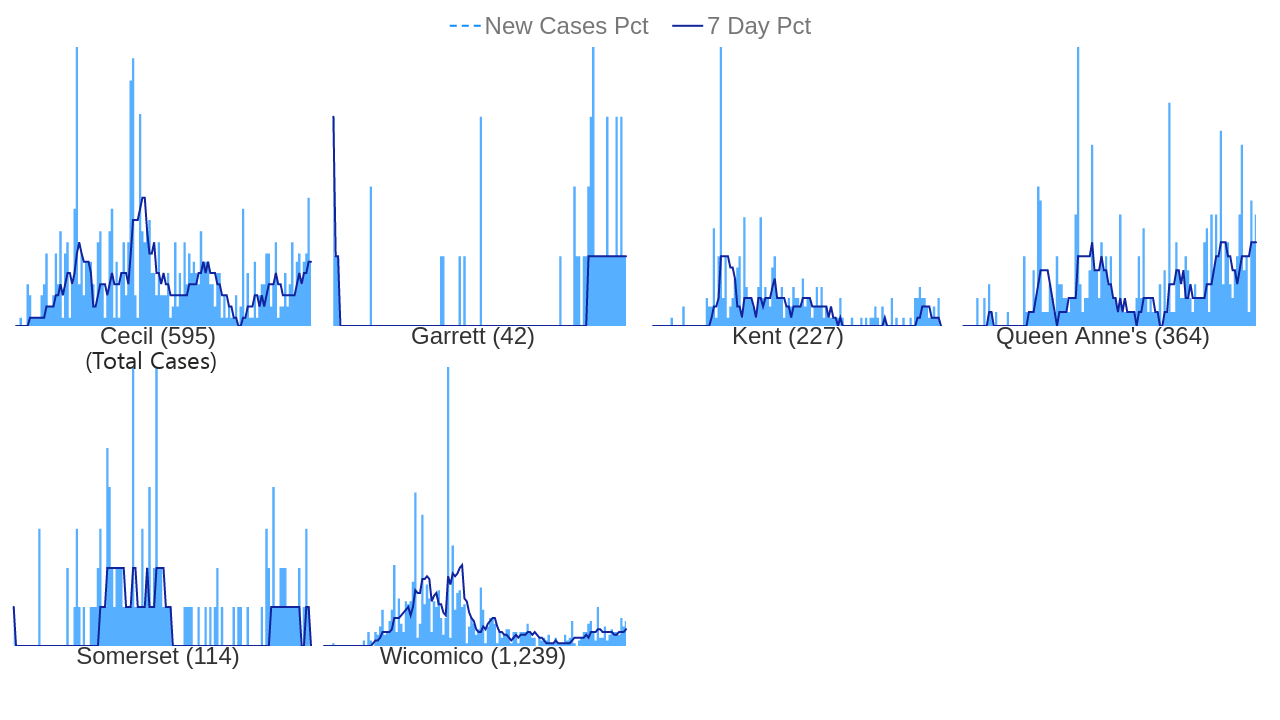 New Cases Pct 7 Day Pct
Cecil (595) Garrett (42) Kent (227) Queen Anne's (364)
(Total Cases)
Somerset (114) Wicomico (1,239)